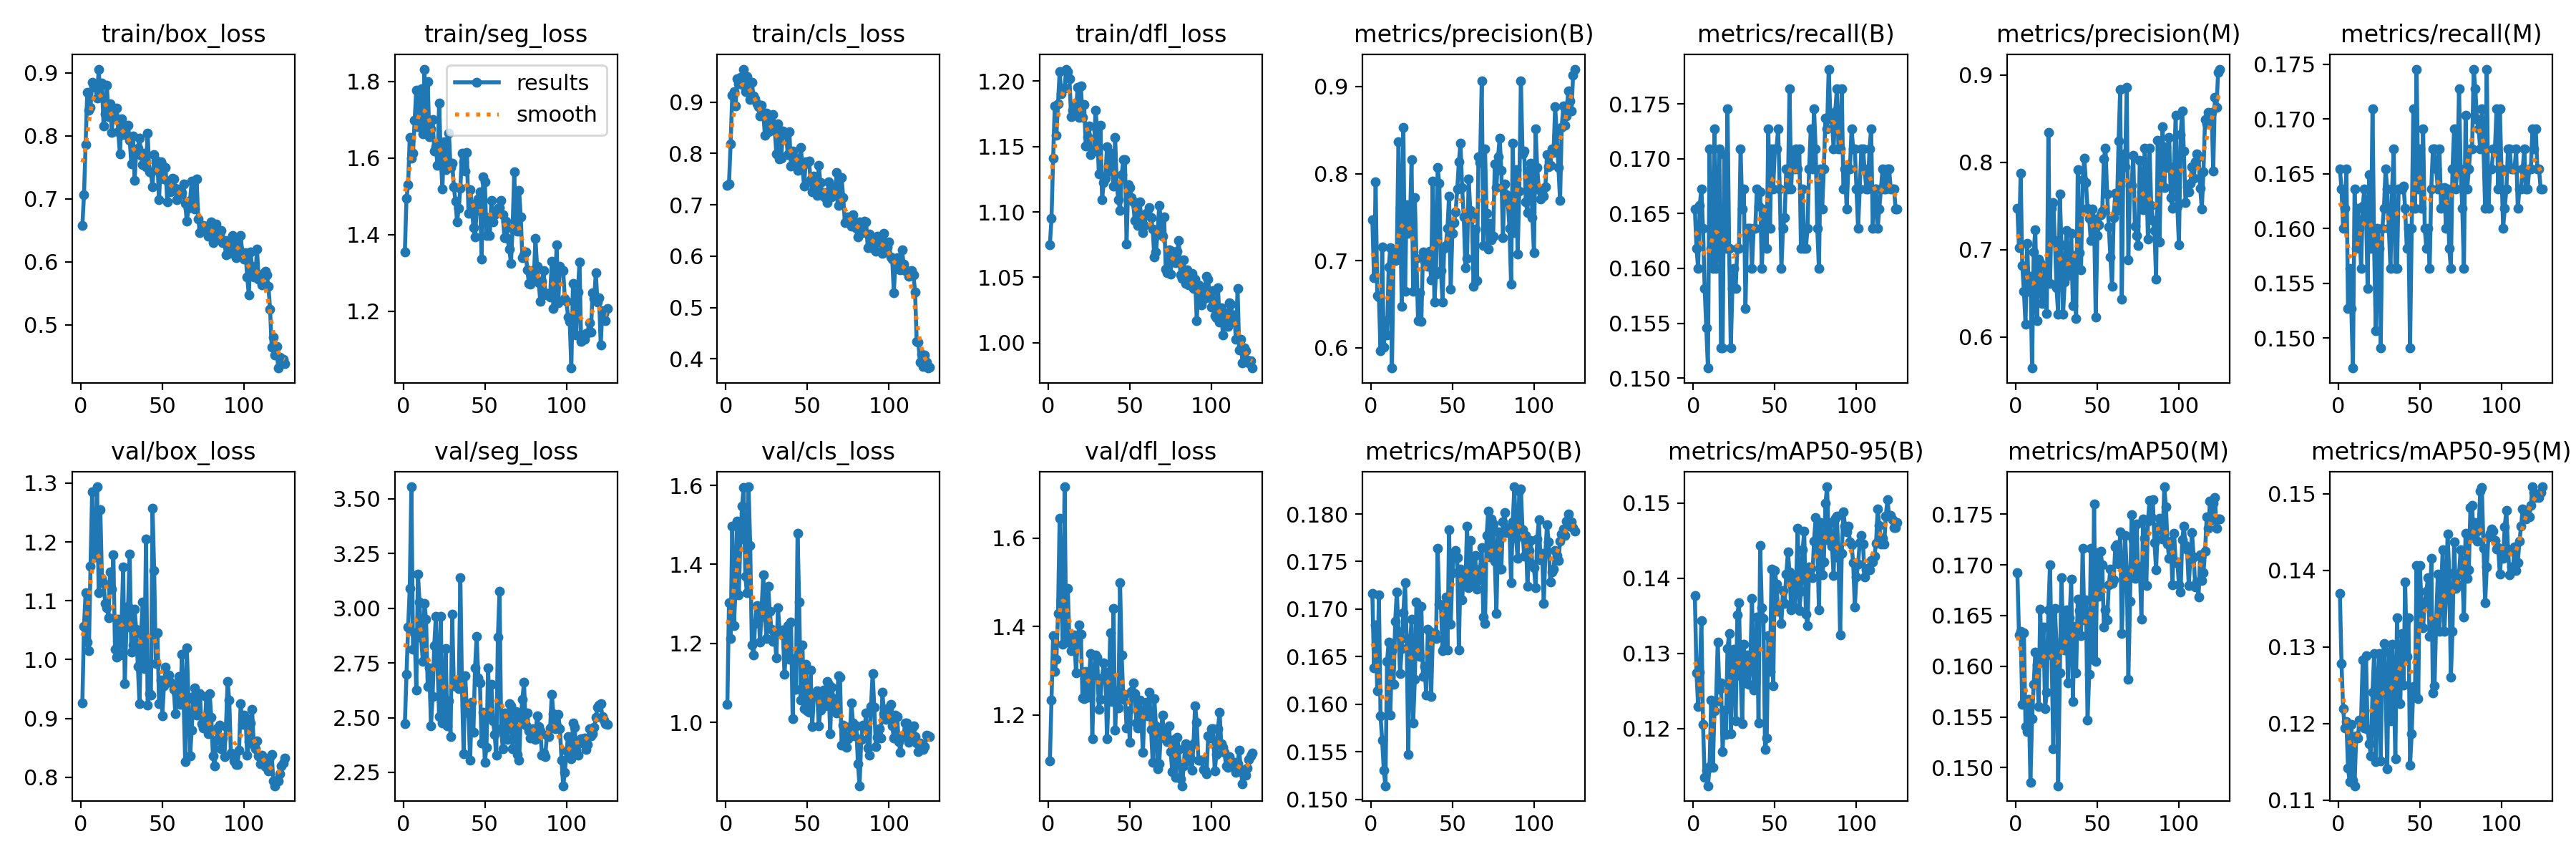 train/box_loss
train/seg_loss
train/cls_loss
train/dfl_loss
metrics/precision(B)
metrics/recall(B)
metrics/precision(M)
metrics/recall(M)
0.9
0.8
0.7
0.6
0.5
0 50 100
1.8
1.6
1.4
1.2
0 50 100
results
smooth
0.9
0.8
0.7
0.6
0.5
0.4
0 50 100
1.20
1.15
1.10
1.05
1.00
0 50 100
0.9
0.8
0.7
0.6
0 50 100
0.175
0.170
0.165
0.160
0.155
0.150
0 50 100
0.9
0.8
0.7
0.6
0 50 100
0.175
0.170
0.165
0.160
0.155
0.150
0 50 100
val/box_loss
val/seg_loss
val/cls_loss
val/dfl_loss
metrics/mAP50(B)
metrics/mAP50-95(B)
metrics/mAP50(M)
metrics/mAP50-95(M)
1.3
1.2
1.1
1.0
0.9
0.8
0 50 100
3.50
3.25
3.00
2.75
2.50
2.25
0 50 100
1.6
1.4
1.2
1.0
0 50 100
1.6
1.4
1.2
0 50 100
0.180
0.175
0.170
0.165
0.160
0.155
0.150
0 50 100
0.15
0.14
0.13
0.12
0 50 100
0.175
0.170
0.165
0.160
0.155
0.150
0 50 100
0.15
0.14
0.13
0.12
0.11
0 50 100